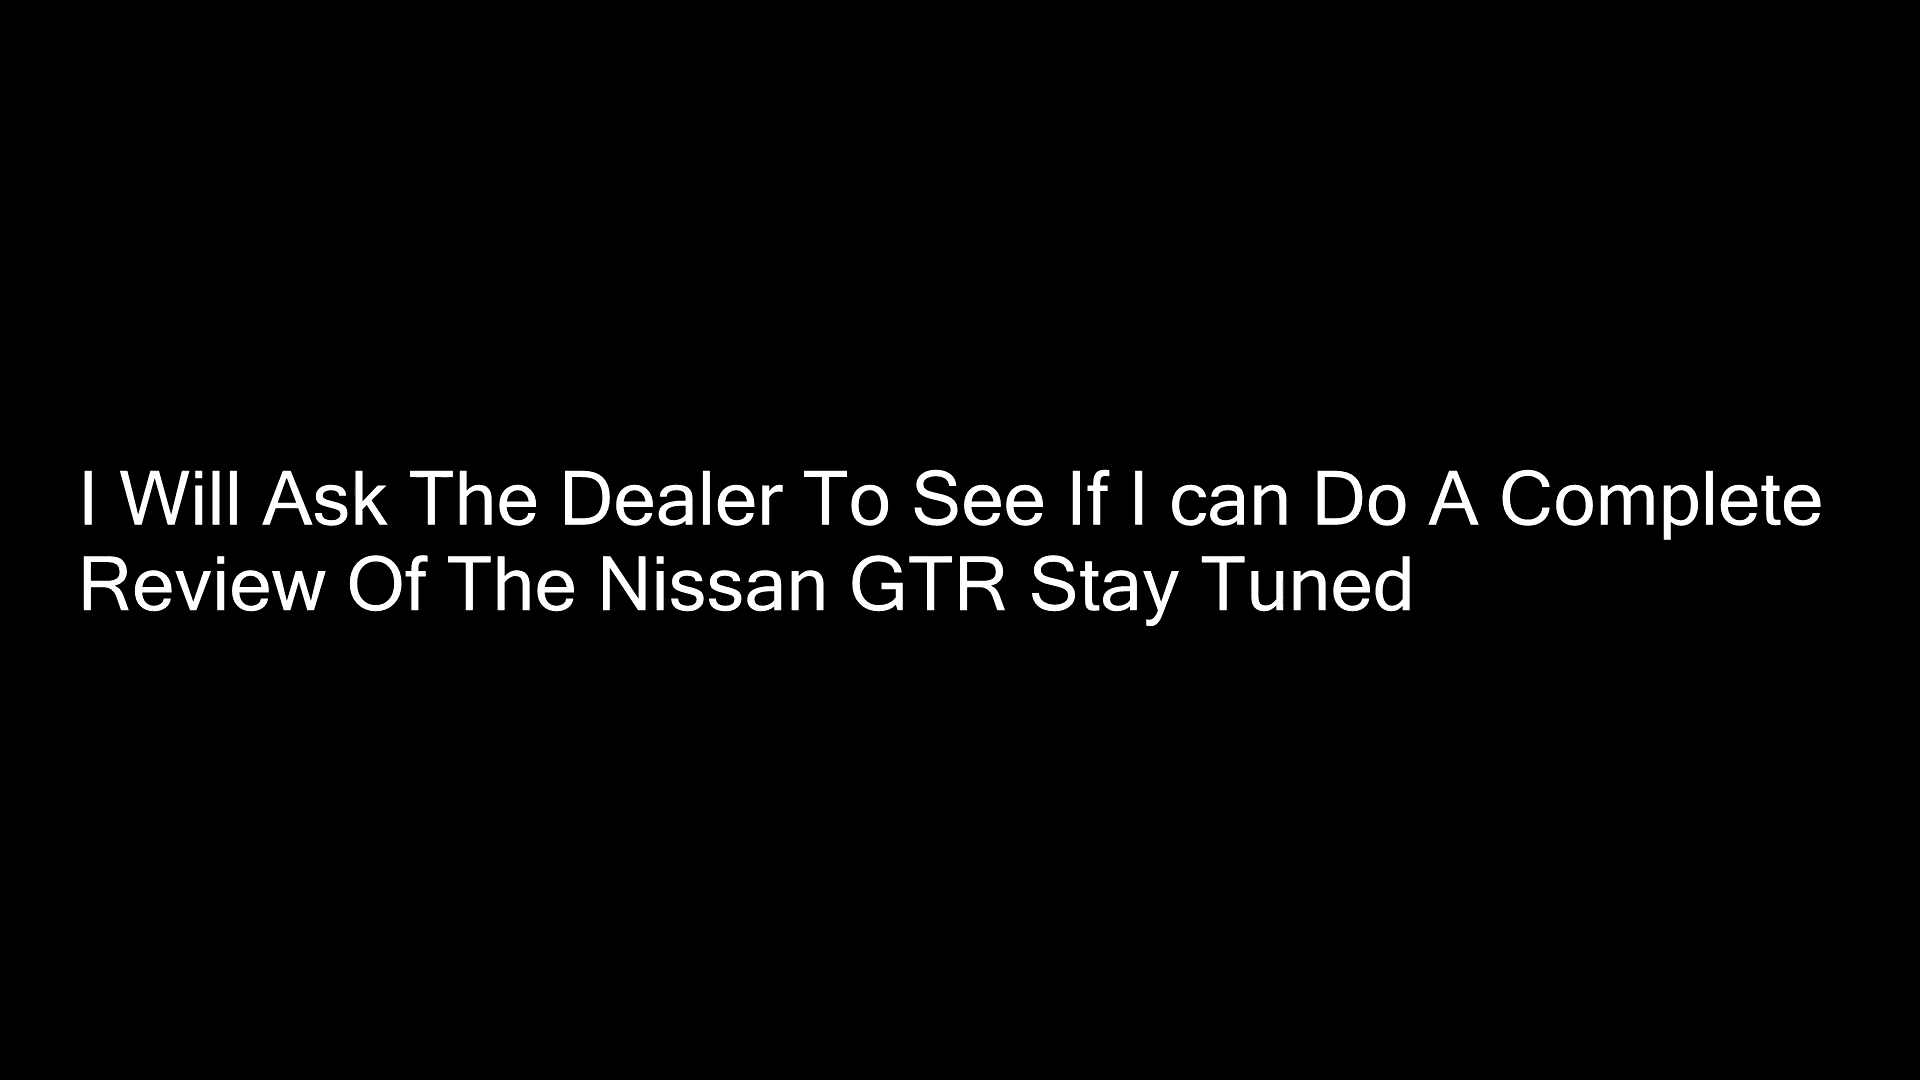 I Will Ask The Dealer To See If I can Do A Complete
Review Of The Nissan GTR Stay Tuned